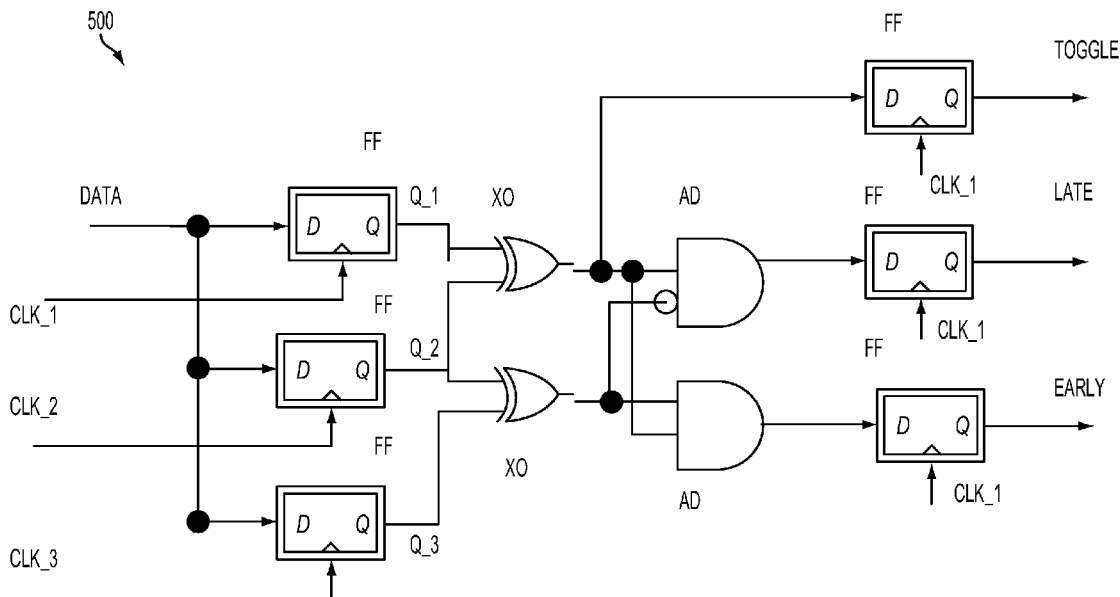 500
FF
TOGGLE
D Q
FF
CLK_1
DATA
Q_1
XO
AD
FF
LATE
D Q
D Q
CLK_1
FF
CLK_1
FF
Q_2
D Q
EARLY
CLK_2
D Q
FF
XO
CLK_1
AD
D Q
Q_3
CLK_3